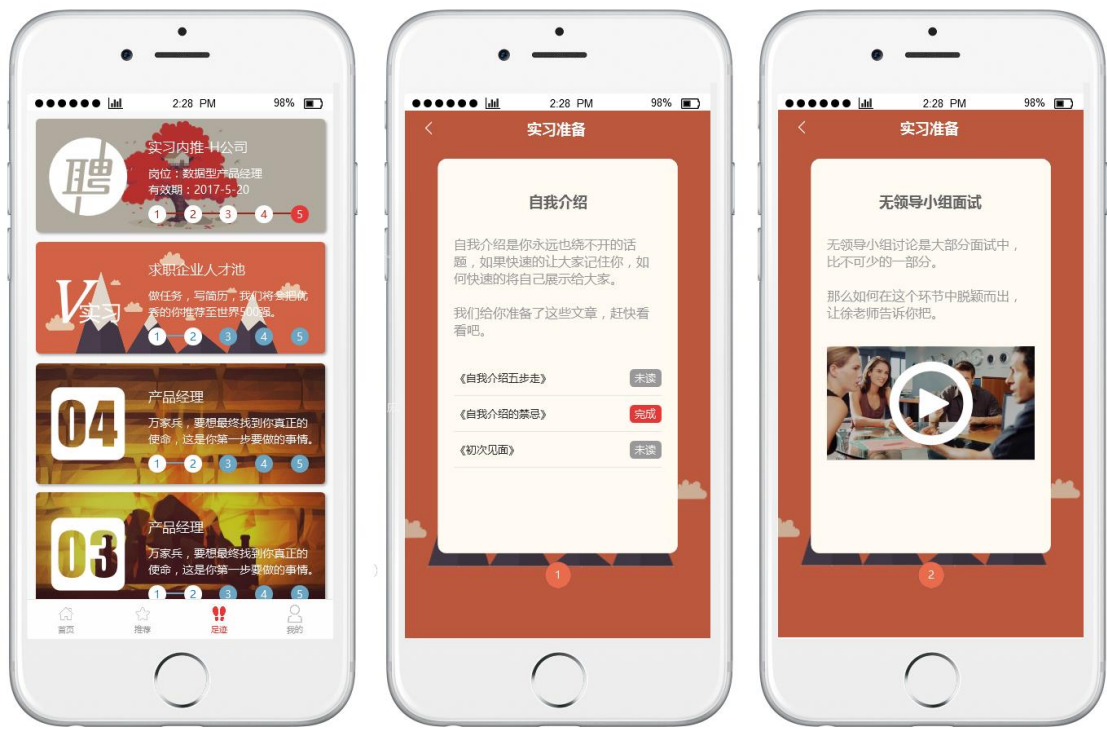 2:28 PM
98%
聘
实习内推-H公司
岗位：数据型产品经理
有效期：2017-5-20
1 2 3 4 5
V实习
求职企业人才池
做任务，写简历，我们将会把优
秀的你推荐至世界500强。
1 2 3 4 5
04
产品经理
万家兵，要想最终找到你真正的
使命，这是你第一步要做的事情。
1 2 3 4 5
03
产品经理
万家兵，要想最终找到你真正的
使命，这是你第一步要做的事情。
1 2 3 4 5
首页 推荐 足迹 我的
2:28 PM
98%
实习准备
自我介绍
自我介绍是你永远也绕不开的话
题，如果快速的让大家记住你，如
何快速的将自己展示给大家。
我们给你准备了这些文章，赶快看
看吧。
《自我介绍五步走》 未读
《自我介绍的禁忌》 完成
《初次见面》 未读
1
2:28 PM
98%
实习准备
无领导小组面试
无领导小组讨论是大部分面试中，
比不可少的一部分。
那么如何在这个环节中脱颖而出，
让徐老师告诉你把。
2